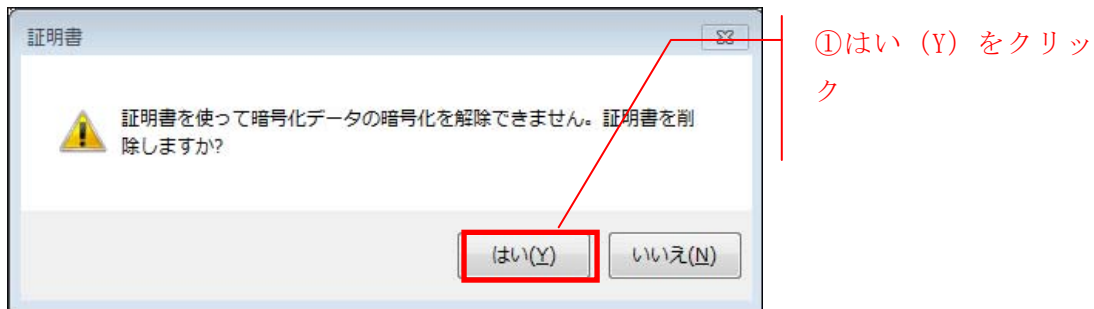 証明書
証明書を使って暗号化データの暗号化を解除できません。証明書を削
除しますか?
はい(Y)
いいえ(N)
①はい (Y) をクリッ
ク